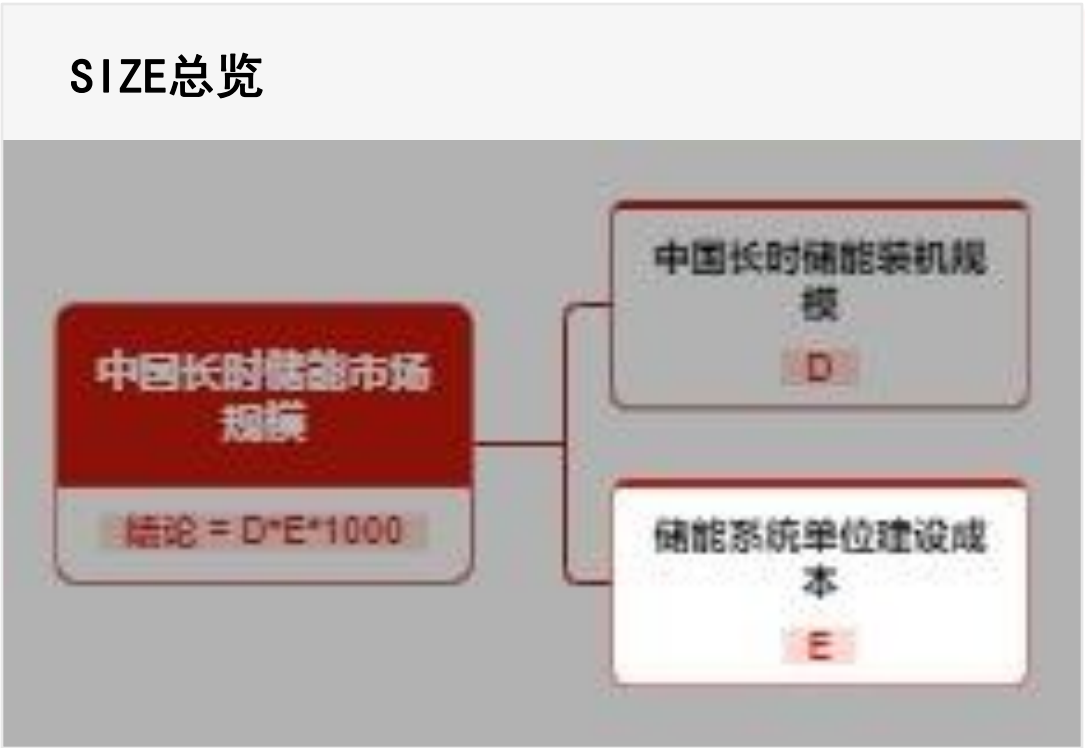 SIZE总览
中国长时储能市场
规模
结论 = D*E*1000
中国长时储能装机规
模
D
储能系统单位建设成
本
E